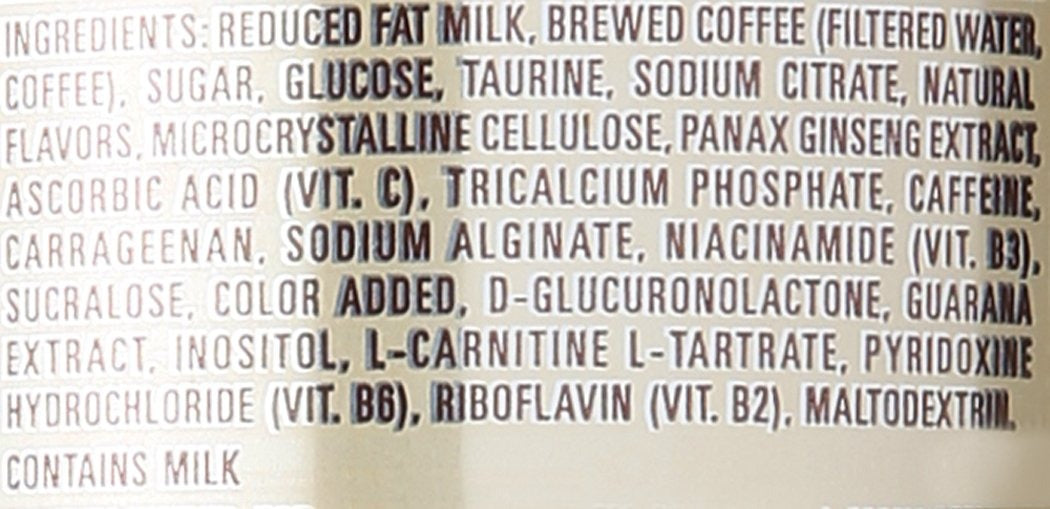 INGREDIENTS: REDUCED FAT MILK, BREWED COFFEE (FILTERED WATER,
COFFEE), SUGAR, GLUCOSE, TAURINE, SODIUM CITRATE, NATURAL
FLAVORS, MICROCRYSTALLINE CELLULOSE, PANAX GINSENG EXTRACT,
ASCORBIC ACID (VIT. C), TRICALCIUM PHOSPHATE, CAFFEINE,
CARRAGEENAN, SODIUM ALGINATE, NIACINAMIDE (VIT. B3),
SUCRALOSE, COLOR ADDED, D-GLUCURONOLACTONE, GUARANA
EXTRACT, INOSITOL, L-CARNITINE L-TARTRATE, PYRIDOXINE
HYDROCHLORIDE (VIT. B6), RIBOFLAVIN (VIT. B2), MALTODEXTRIN.
CONTAINS MILK